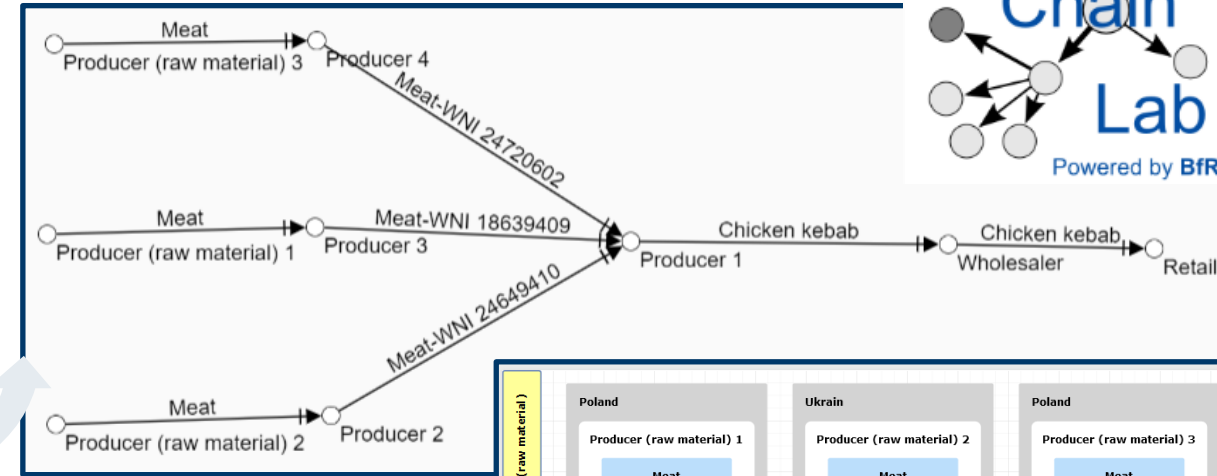 Meat
Producer (raw material) 3
Producer 4
Meat-WNI 24720602
Meat
Producer (raw material) 1
Meat-WNI 18639409
Producer 3
Chicken kebab
Producer 1
Chicken kebab
Wholesaler
Retail
Meat-WNI 24649410
Meat
Producer (raw material) 2
Producer 2
Chain
Lab
Powered by BfR
(raw material)
Poland
Ukrain
Poland
Producer (raw material) 1
Producer (raw material) 2
Producer (raw material) 3
Meat
Meat
Meat